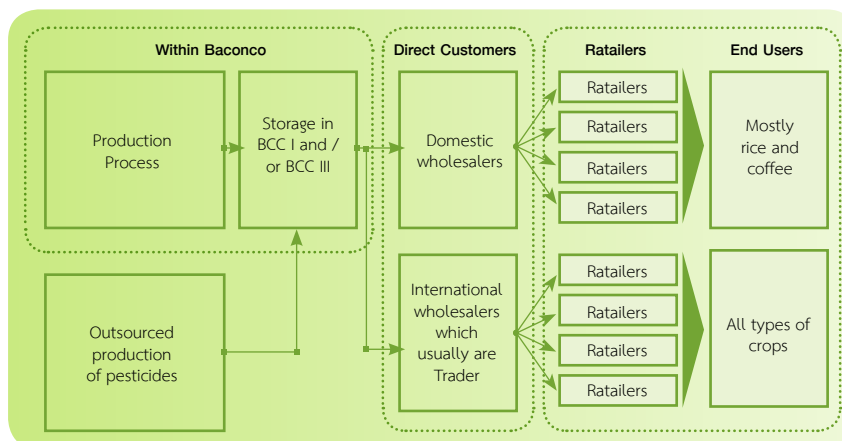 Within Baconco
Direct Customers
Ratailers
End Users
Production
Process
Storage in
BCC I and /
or BCC III
Domestic
wholesalers
Ratailers
Ratailers
Ratailers
Ratailers
Mostly
rice and
coffee
Outsourced
production
of pesticides
International
wholesalers
which
usually are
Trader
Ratailers
Ratailers
Ratailers
Ratailers
All types of
crops